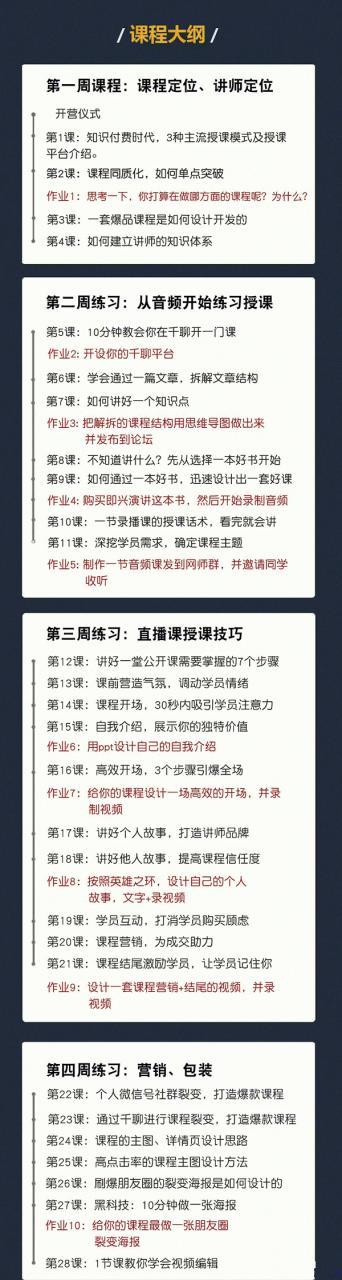 / 课程大纲 /
第一周课程：课程定位、讲师定位
开营仪式
第1课：知识付费时代，3种主流授课模式及授课
平台介绍。
第2课：课程同质化，如何单点突破
作业1：思考一下，你打算在做哪方面的课程呢？为什么？
第3课：一套爆品课程是如何设计开发的
第4课：如何建立讲师的知识体系
第二周练习：从音频开始练习授课
第5课：10分钟教会你在千聊开一门课
作业2：开设你的千聊平台
第6课：学会通过一篇文章，拆解文章结构
第7课：如何讲好一个知识点
作业3：把解拆的课程结构用思维导图做出来
并发布到论坛
第8课：不知道讲什么？先从选择一本好书开始
第9课：如何通过一本好书，迅速设计出一套好课
作业4：购买即兴演讲这本书，然后开始录制音频
第10课：一节录播课的授课话术，看完就会讲
第11课：深挖学员需求，确定课程主题
作业5：制作一节音频课发到网师群，并邀请同学
收听
第三周练习：直播课授课技巧
第12课：讲好一堂公开课需要掌握的7个步骤
第13课：课前营造气氛，调动学员情绪
第14课：课程开场，30秒内吸引学员注意力
第15课：自我介绍，展示你的独特价值
作业6：用ppt设计自己的自我介绍
第16课：高效开场，3个步骤引爆全场
作业7：给你的课程设计一场高效的开场，并录
制视频
第17课：讲好个人故事，打造讲师品牌
第18课：讲好他人故事，提高课程信任度
作业8：按照英雄之环，设计自己的个人
故事，文字+录视频
第19课：学员互动，打消学员购买顾虑
第20课：课程营销，为成交助力
第21课：课程结尾激励学员，让学员记住你
作业9：设计一套课程营销+结尾的视频，并录
视频
第四周练习：营销、包装
第22课：个人微信号社群裂变，打造爆款课程
第23课：通过千聊进行课程裂变，打造爆款课程
第24课：课程的主图、详情页设计思路
第25课：高点击率的课程主图设计方法
第26课：刷爆朋友圈的裂变海报是如何设计的
第27课：黑科技：10分钟做一张海报
作业10：给你的课程最做一张朋友圈
裂变海报
第28课：1节课教你学会视频编辑